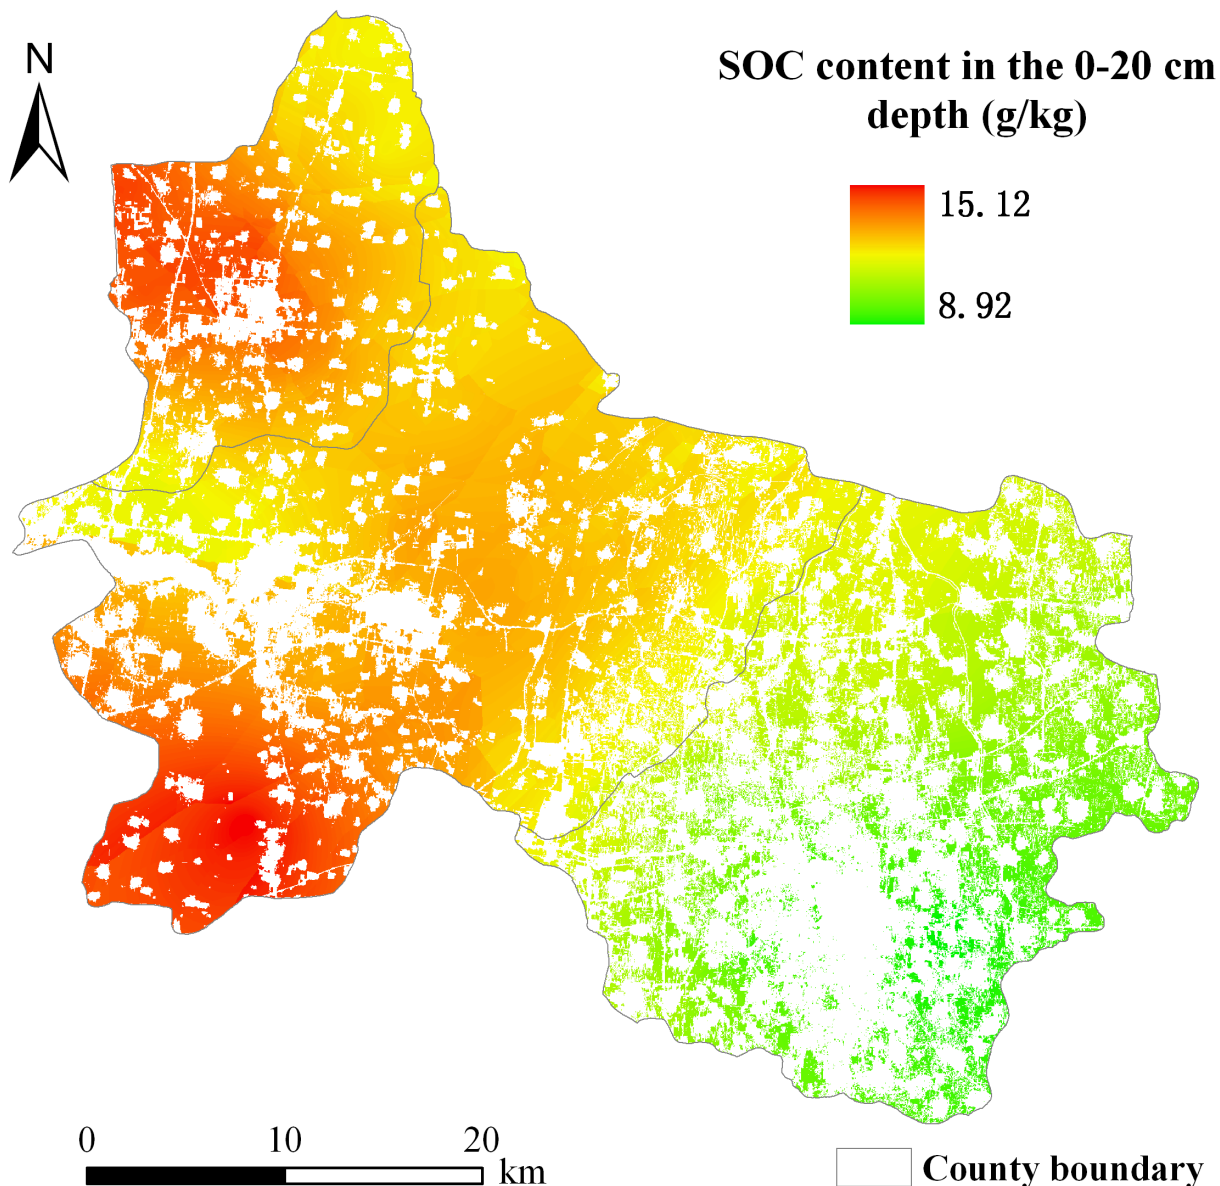 N
SOC content in the 0-20 cm
depth (g/kg)
15.12
8.92
0 10 20
km
County boundary